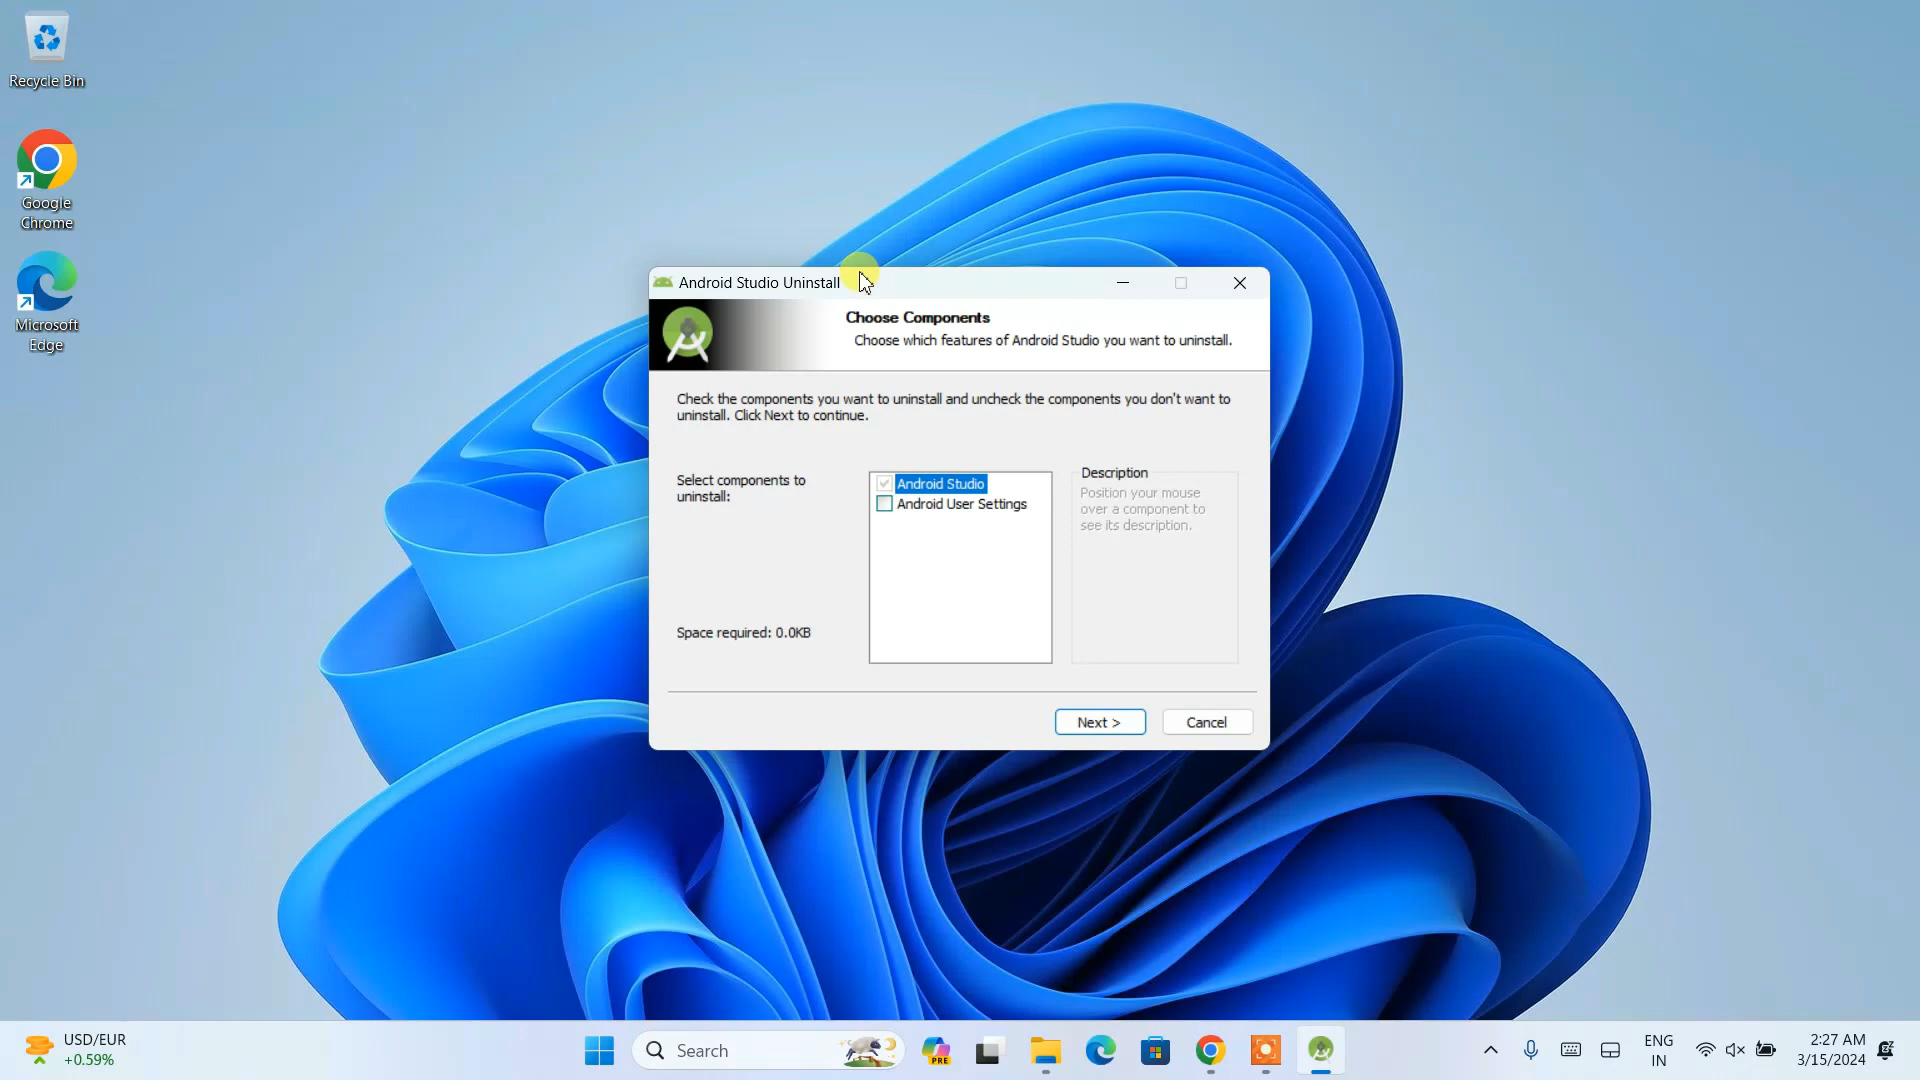 Recycle Bin
Google
Chrome
Microsoft
Edge
Android Studio Uninstall
Choose Components
Choose which features of Android Studio you want to uninstall.
Check the components you want to uninstall and uncheck the components you don't want to
uninstall. Click Next to continue.
Select components to
uninstall:
Android Studio
Android User Settings
Description
Position your mouse
over a component to
see its description.
Space required: 0.0KB
Next >
Cancel
USD/EUR
+0.59%
Search
PRE
ENG
IN
2:27 AM
3/15/2024